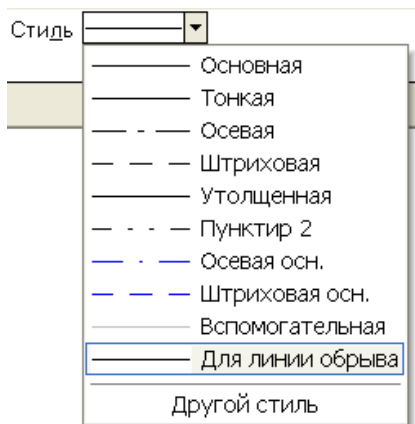 Стиль
Основная
Тонкая
Осевая
Штриховая
Утолщенная
Пунктир 2
Осевая осн.
Штриховая осн.
Вспомогательная
Для линии обрыва
Другой стиль